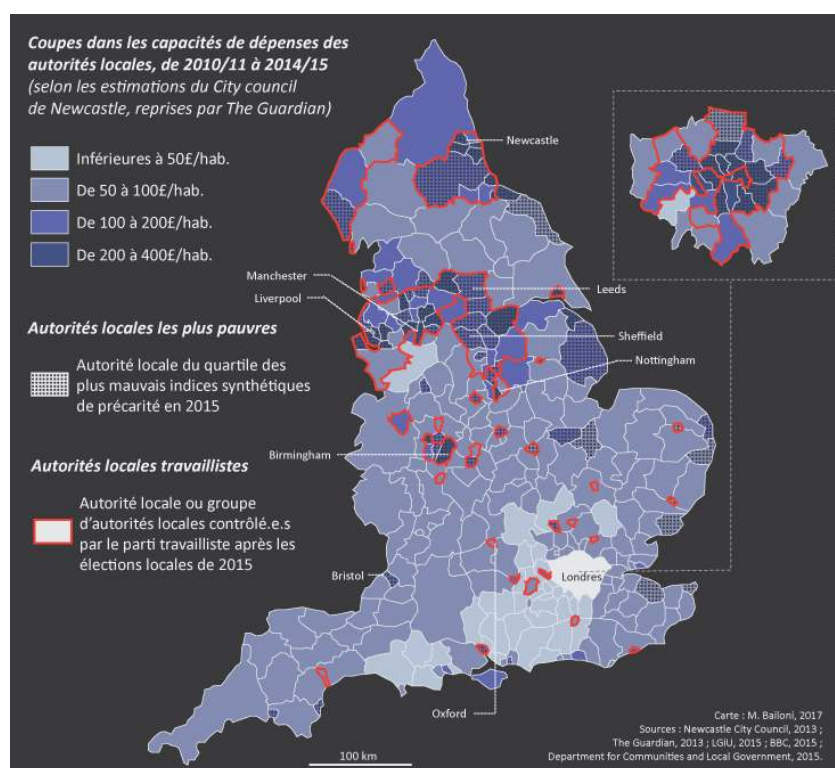 Coupes dans les capacités de dépenses des
autorités locales, de 2010/11 à 2014/15
(selon les estimations du City council
de Newcastle, reprises par The Guardian)
Inférieures à 50£/hab.
De 50 à 100£/hab.
De 100 à 200£/hab.
De 200 à 400£/hab.
Autorités locales les plus pauvres
Autorité locale du quartile des
plus mauvais indices synthétiques
de précarité en 2015
Autorités locales travaillistes
Autorité locale ou groupe
d'autorités locales contrôlé.e.s
par le parti travailliste après les
élections locales de 2015
Newcastle
Manchester
Liverpool
Leeds
Sheffield
Nottingham
Birmingham
Bristol
Londres
Oxford
100 km
Carte : M. Bailoni, 2017
Sources : Newcastle City Council, 2013 ;
The Guardian, 2013 ; LGiU, 2015 ; BBC, 2015 ;
Department for Communities and Local Government, 2015.